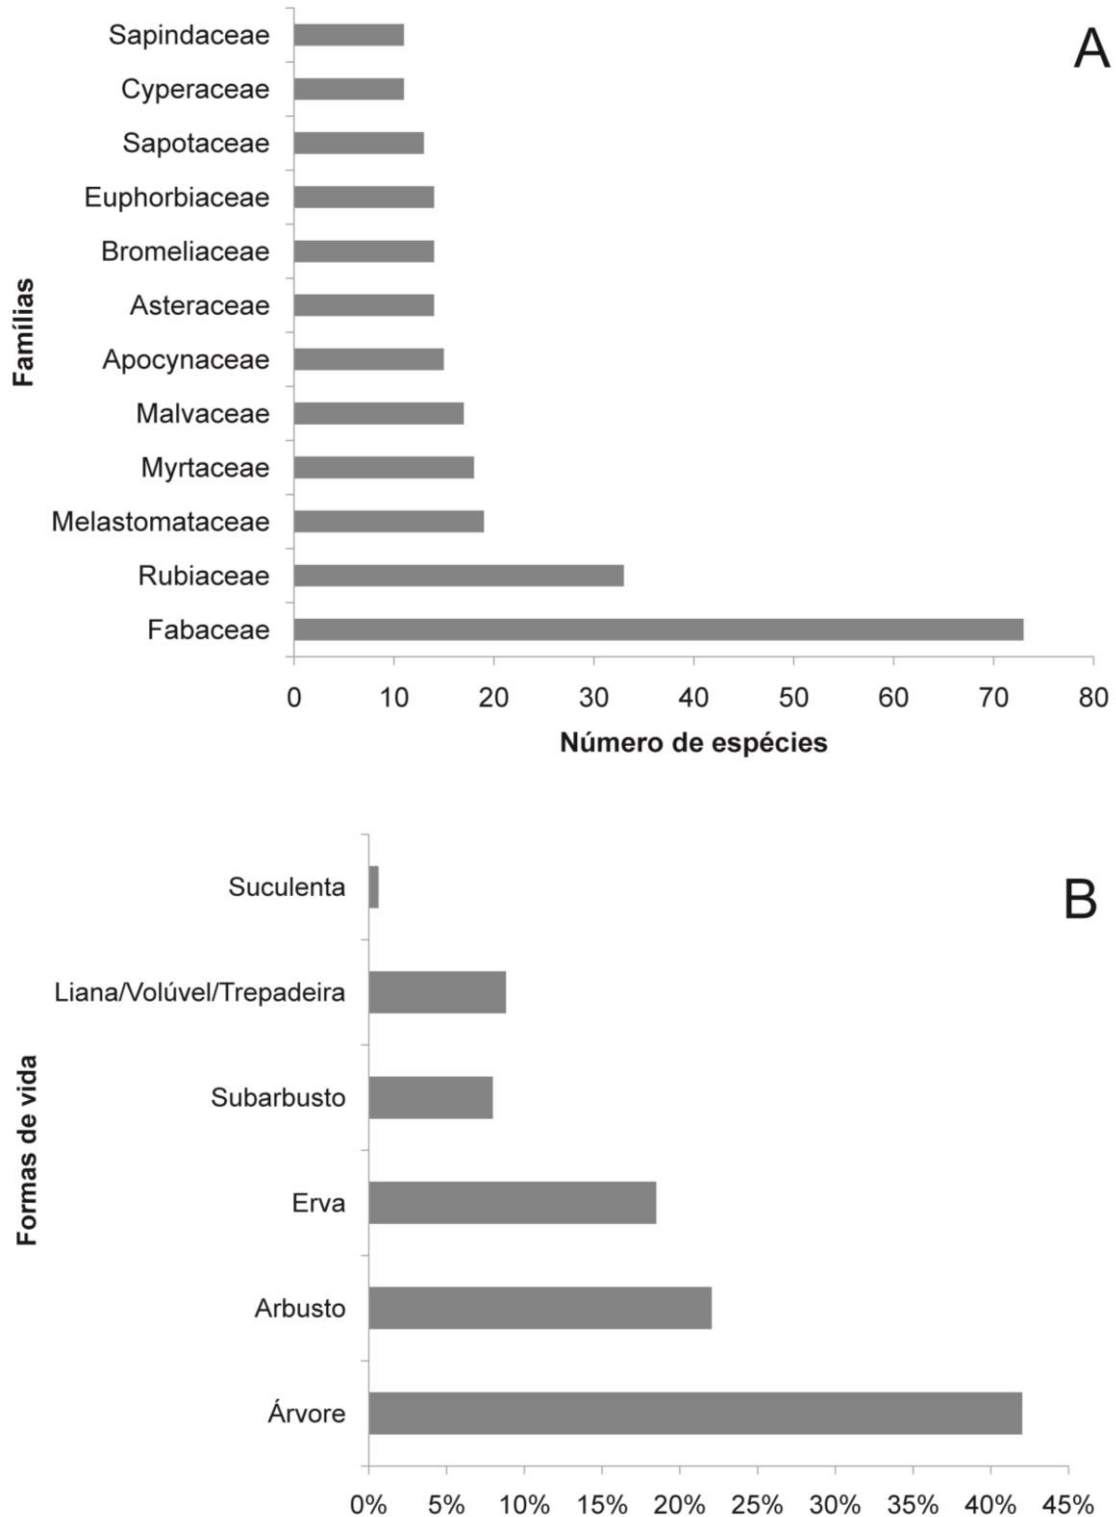 A
Sapindaceae
Cyperaceae
Sapotaceae
Euphorbiaceae
Bromeliaceae
Asteraceae
Apocynaceae
Malvaceae
Myrtaceae
Melastomataceae
Rubiaceae
Fabaceae
Famílias
0 10 20 30 40 50 60 70 80
Número de espécies
B
Suculenta
Liana/Volúvel/Trepadeira
Subarbusto
Erva
Arbusto
Árvore
Formas de vida
0% 5% 10% 15% 20% 25% 30% 35% 40% 45%